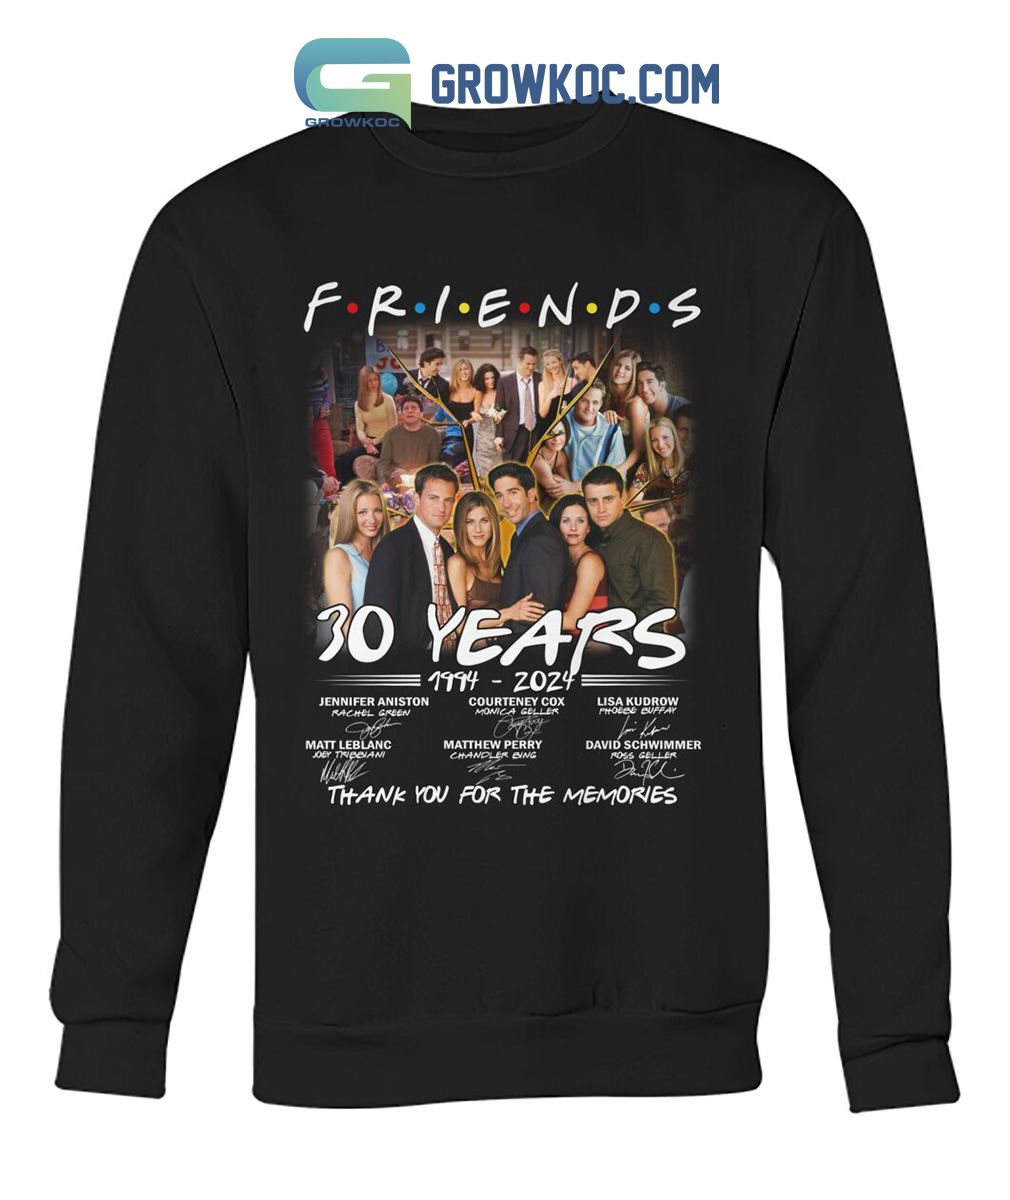 GROWKOC.COM
GROWKOC
F·R·I·E·N·D·S
30 YEARS
1994 - 2024
JENNIFER ANISTON COURTENEY COX LISA KUDROW
RACHEL GREEN MONICA GELLER PHOEBE BUFFAY
MATT LEBLANC MATTHEW PERRY DAVID SCHWIMMER
JOEY TRIBBIANI CHANDLER BING ROSS GELLER
THANK YOU FOR THE MEMORIES